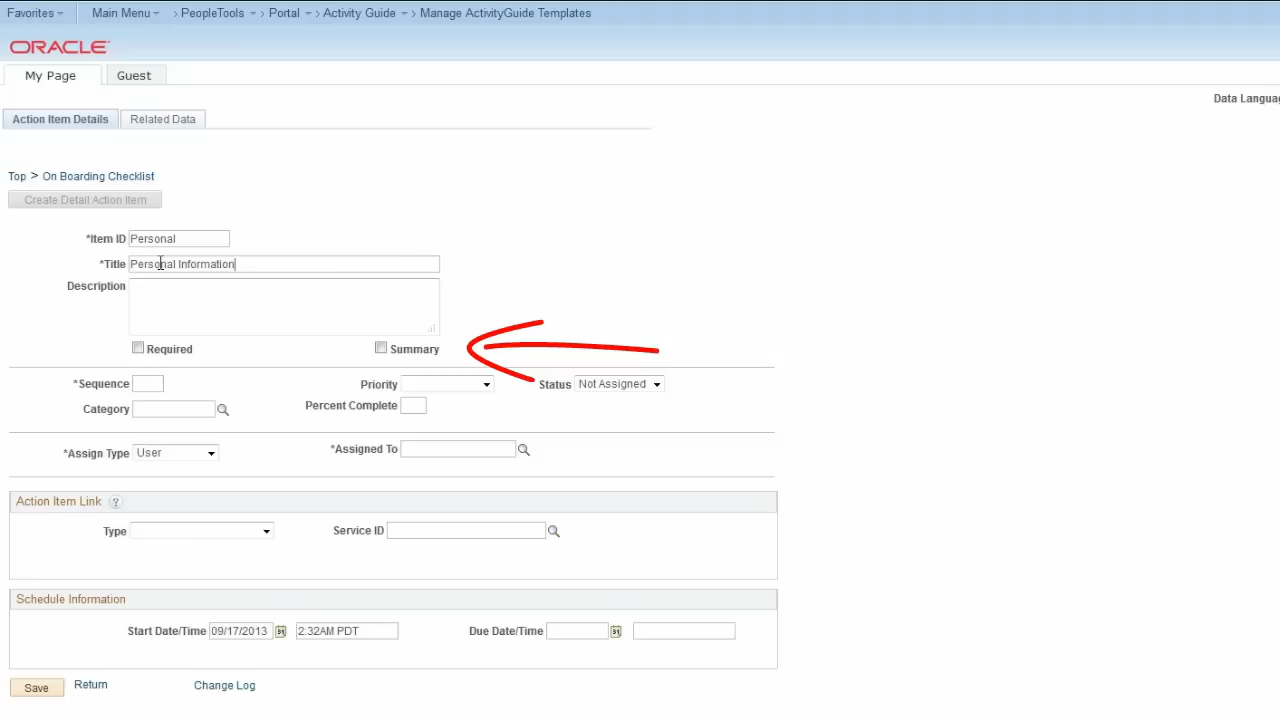 Favorites Main Menu > PeopleTools > Portal > Activity Guide > Manage ActivityGuide Templates
ORACLE
My Page Guest
Data Languag
Action Item Details Related Data
Top > On Boarding Checklist
Create Detail Action Item
*Item ID Personal
*Title Personal Information
Description
Required Summary
*Sequence Priority Status Not Assigned
Category Percent Complete
*Assign Type User *Assigned To
Action Item Link ?
Type Service ID
Schedule Information
Start Date/Time 09/17/2013 31 2:32AM PDT Due Date/Time 31
Save Return Change Log